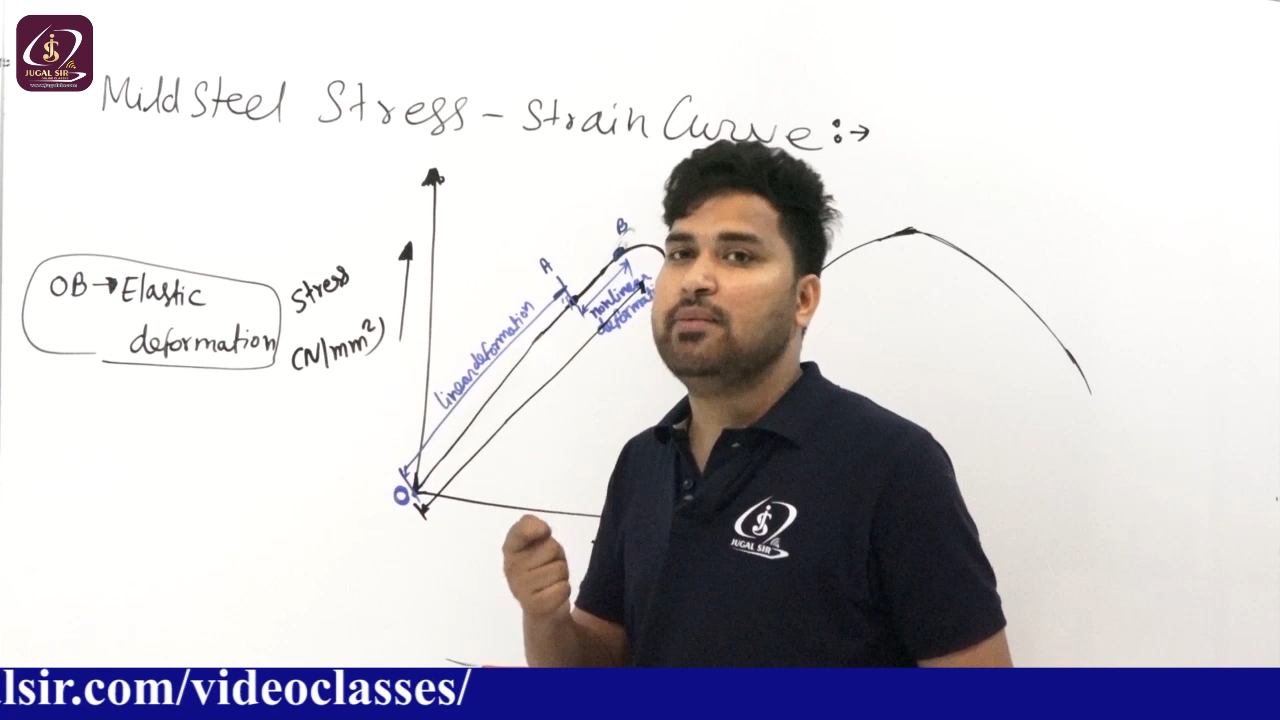 JUGAL SIR
Mild Steel Stress - Strain Curve :→
B
A
OB → Elastic
deformation
Stress
(N/mm²)
linear deformation
nonlinear
O
JUGAL SIR
lsir.com/videoclasses/